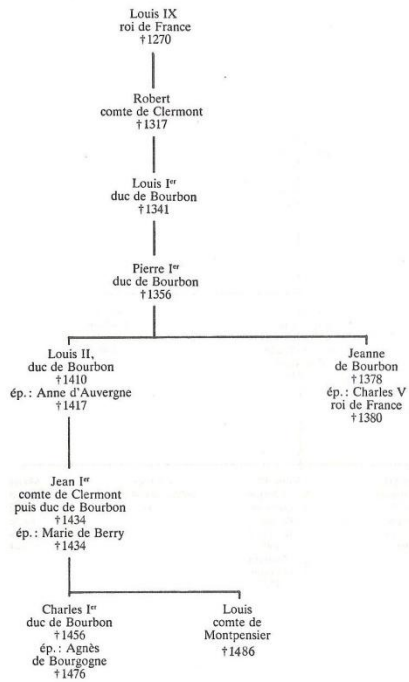 Louis IX
roi de France
†1270
Robert
comte de Clermont
†1317
Louis Iᵉʳ
duc de Bourbon
†1341
Pierre Iᵉʳ
duc de Bourbon
†1356
Louis II,
duc de Bourbon
†1410
ép.: Anne d'Auvergne
†1417
Jeanne
de Bourbon
†1378
ép.: Charles V
roi de France
†1380
Jean Iᵉʳ
comte de Clermont
puis duc de Bourbon
†1434
ép.: Marie de Berry
†1434
Charles Iᵉʳ
duc de Bourbon
†1456
ép.: Agnès
de Bourgogne
†1476
Louis
comte de
Montpensier
†1486